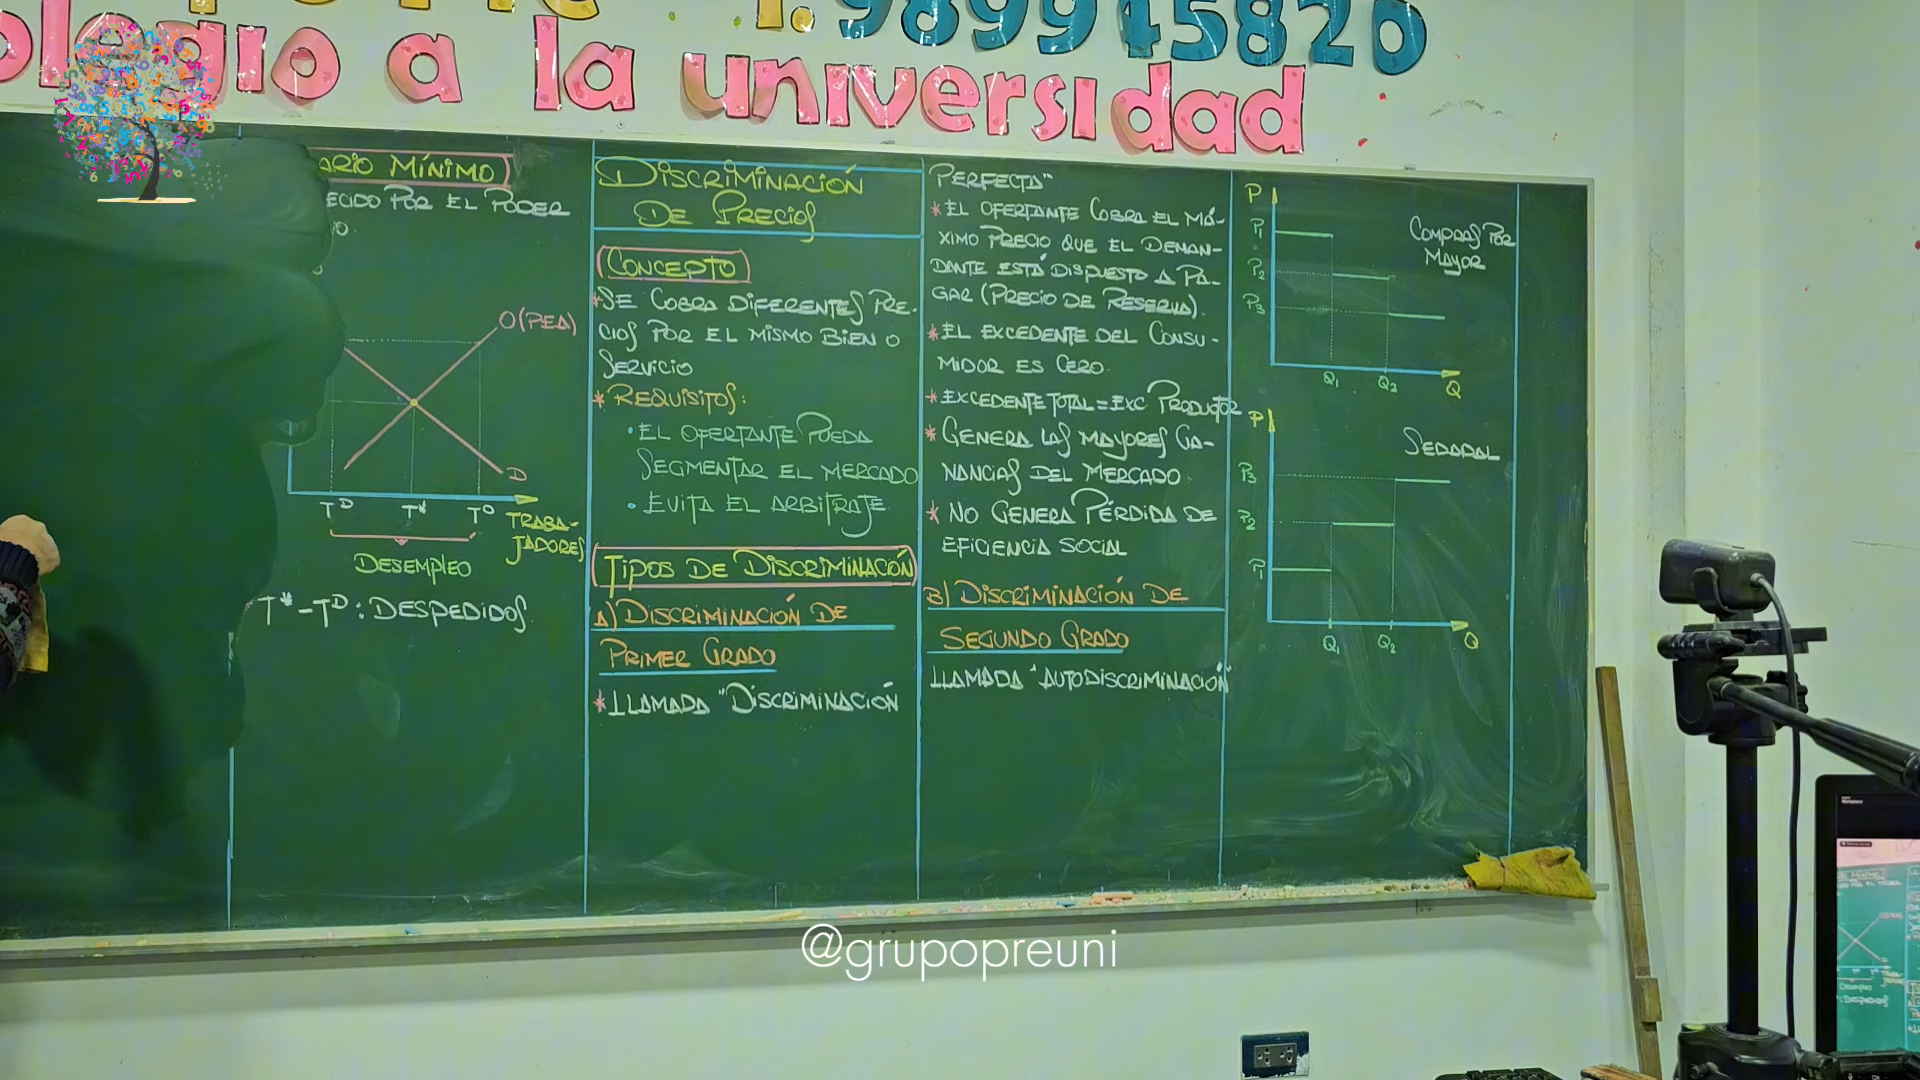 T. 989945820
olegio a la universidad
ARIO MÍNIMO
ECIDO POR EL PODER
O(PEA)
D
T^D T* T^O TRABA-
JADORES
DESEMPLEO
T* - T^D : DESPEDIDOS.
DISCRIMINACIÓN
DE PRECIOS
CONCEPTO
* SE COBRA DIFERENTES PRE-
CIOS POR EL MISMO BIEN O
SERVICIO
* REQUISITOS:
• EL OFERTANTE PUEDA
SEGMENTAR EL MERCADO
• EVITA EL ARBITRAJE
TIPOS DE DISCRIMINACIÓN
A) DISCRIMINACIÓN DE
PRIMER GRADO
* LLAMADA "DISCRIMINACIÓN
PERFECTA"
* EL OFERTANTE COBRA EL MÁ-
XIMO PRECIO QUE EL DEMAN-
DANTE ESTÁ DISPUESTO A PA-
GAR (PRECIO DE RESERVA).
* EL EXCEDENTE DEL CONSU-
MIDOR ES CERO.
* EXCEDENTE TOTAL = EXC PRODUCTOR
* GENERA LAS MAYORES GA-
NANCIAS DEL MERCADO.
* NO GENERA PÉRDIDA DE
EFICIENCIA SOCIAL
B) DISCRIMINACIÓN DE
SEGUNDO GRADO
LLAMADA "AUTODISCRIMINACIÓN"
P
P1
P2
P3
COMPRAS POR
MAYOR
Q1 Q2 Q
P
SEDAPAL
P3
P2
P1
Q1 Q2 Q
@grupopreuni